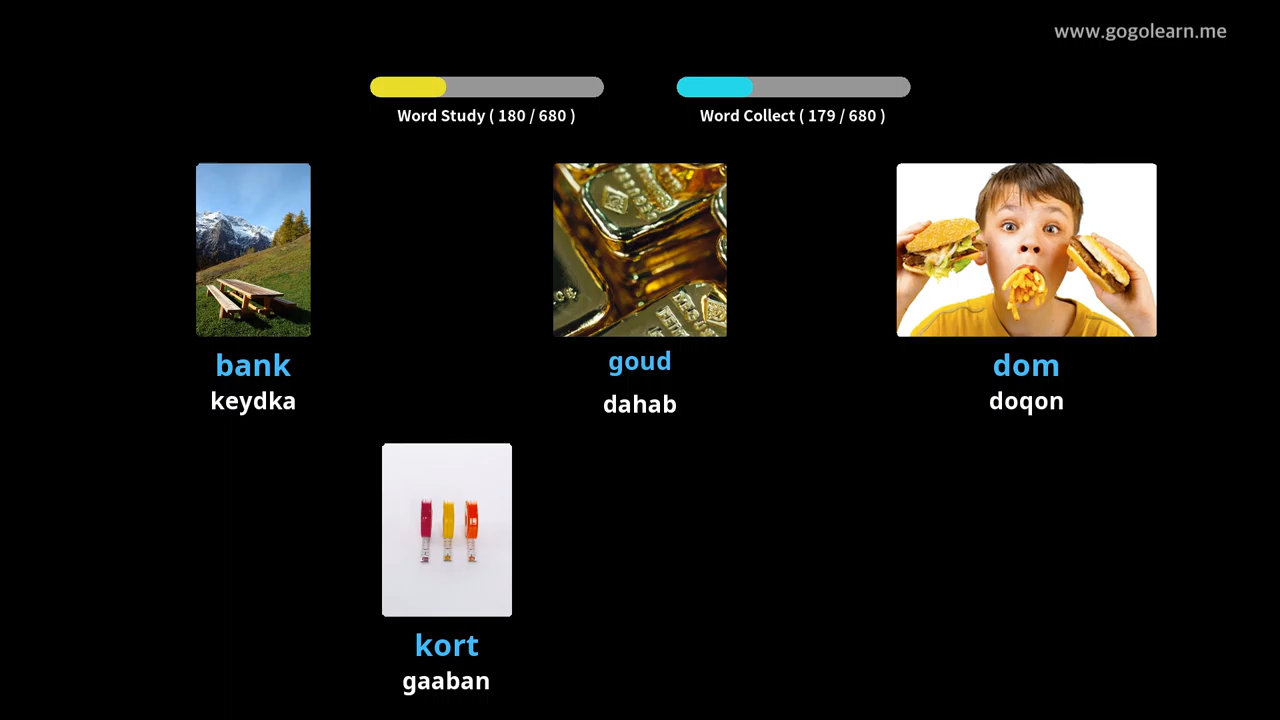 www.gogolearn.me
Word Study ( 180 / 680 )
Word Collect ( 179 / 680 )
bank
keydka
goud
dahab
dom
doqon
kort
gaaban